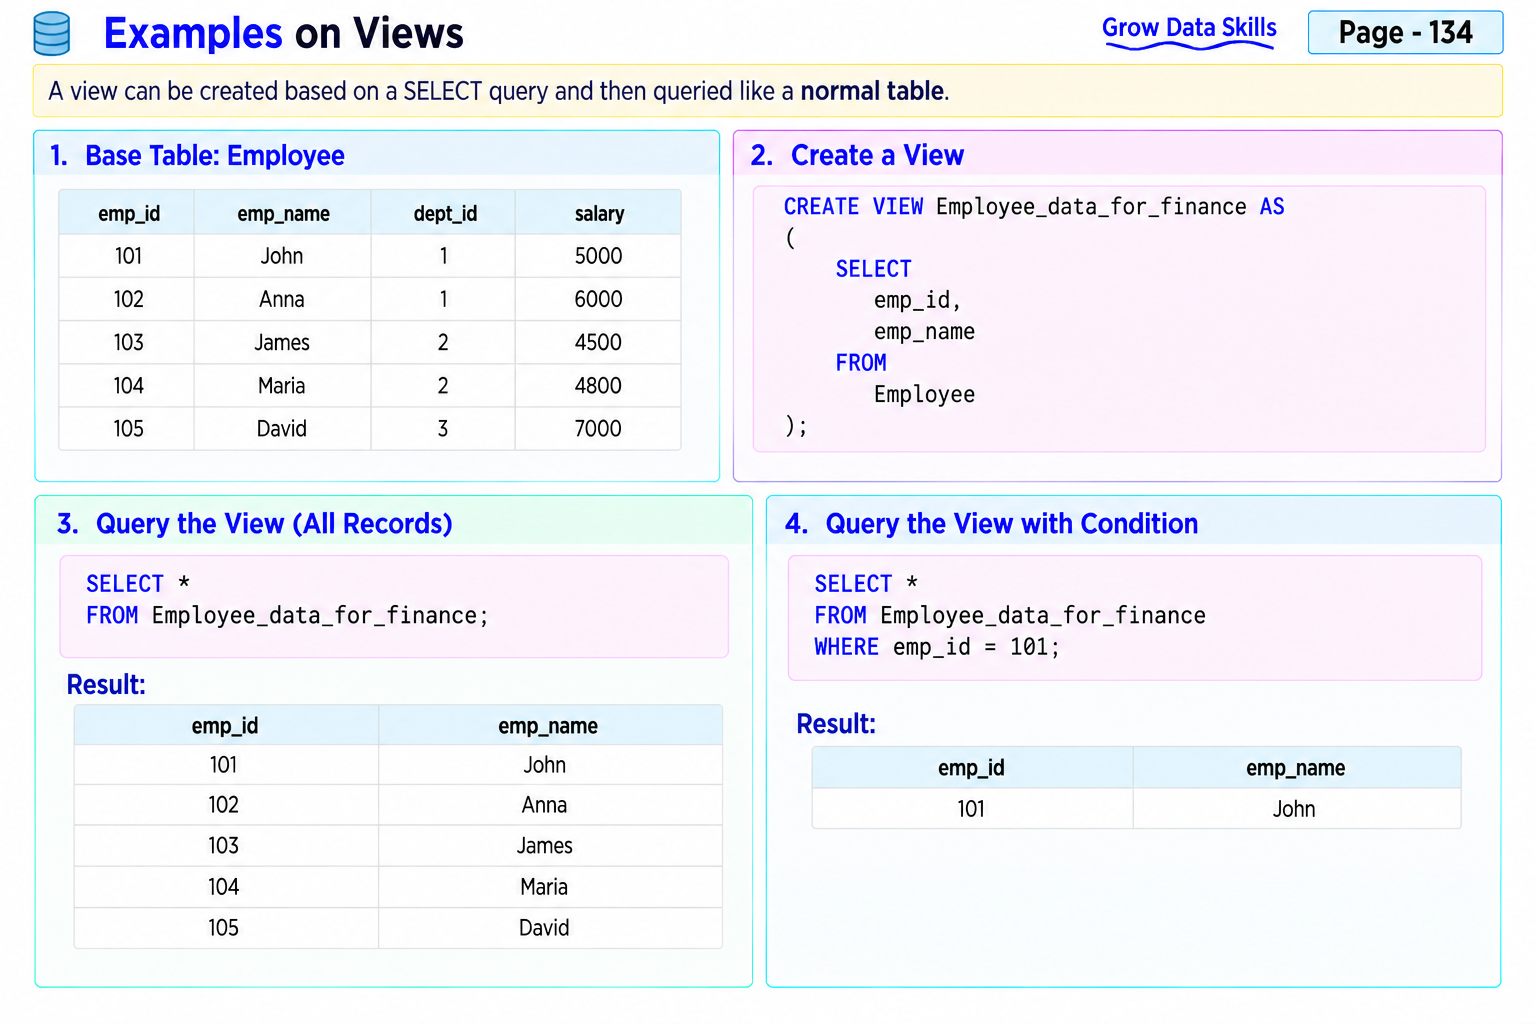 Examples on Views
Grow Data Skills
Page - 134
A view can be created based on a SELECT query and then queried like a normal table.
1. Base Table: Employee
emp_id emp_name dept_id salary
101 John 1 5000
102 Anna 1 6000
103 James 2 4500
104 Maria 2 4800
105 David 3 7000
2. Create a View
CREATE VIEW Employee_data_for_finance AS
(
SELECT
emp_id,
emp_name
FROM
Employee
);
3. Query the View (All Records)
SELECT *
FROM Employee_data_for_finance;
Result:
emp_id emp_name
101 John
102 Anna
103 James
104 Maria
105 David
4. Query the View with Condition
SELECT *
FROM Employee_data_for_finance
WHERE emp_id = 101;
Result:
emp_id emp_name
101 John